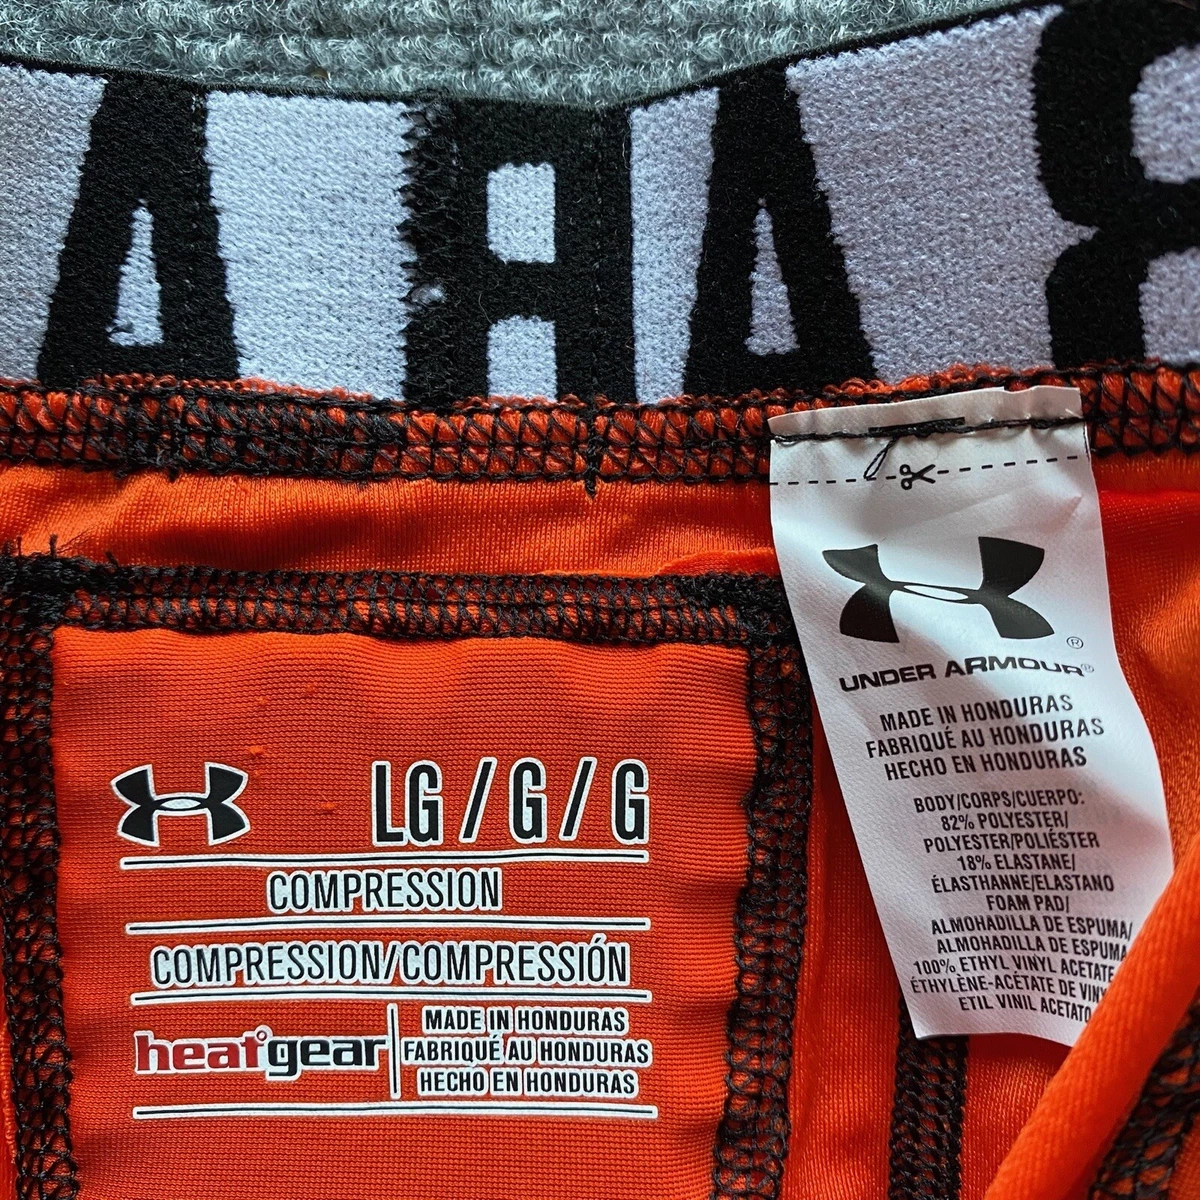 LG / G / G
COMPRESSION
COMPRESSION/COMPRESSIÓN
heat°gear
MADE IN HONDURAS
FABRIQUÉ AU HONDURAS
HECHO EN HONDURAS
UNDER ARMOUR®
MADE IN HONDURAS
FABRIQUÉ AU HONDURAS
HECHO EN HONDURAS
BODY/CORPS/CUERPO:
82% POLYESTER/
POLYESTER/POLIÉSTER
18% ELASTANE/
ÉLASTHANNE/ELASTANO
FOAM PAD/
ALMOHADILLA DE ESPUMA/
ALMOHADILLA DE ESPUMA
100% ETHYL VINYL ACETATE
ÉTHYLÈNE-ACÉTATE DE
ETIL VINIL ACETATO